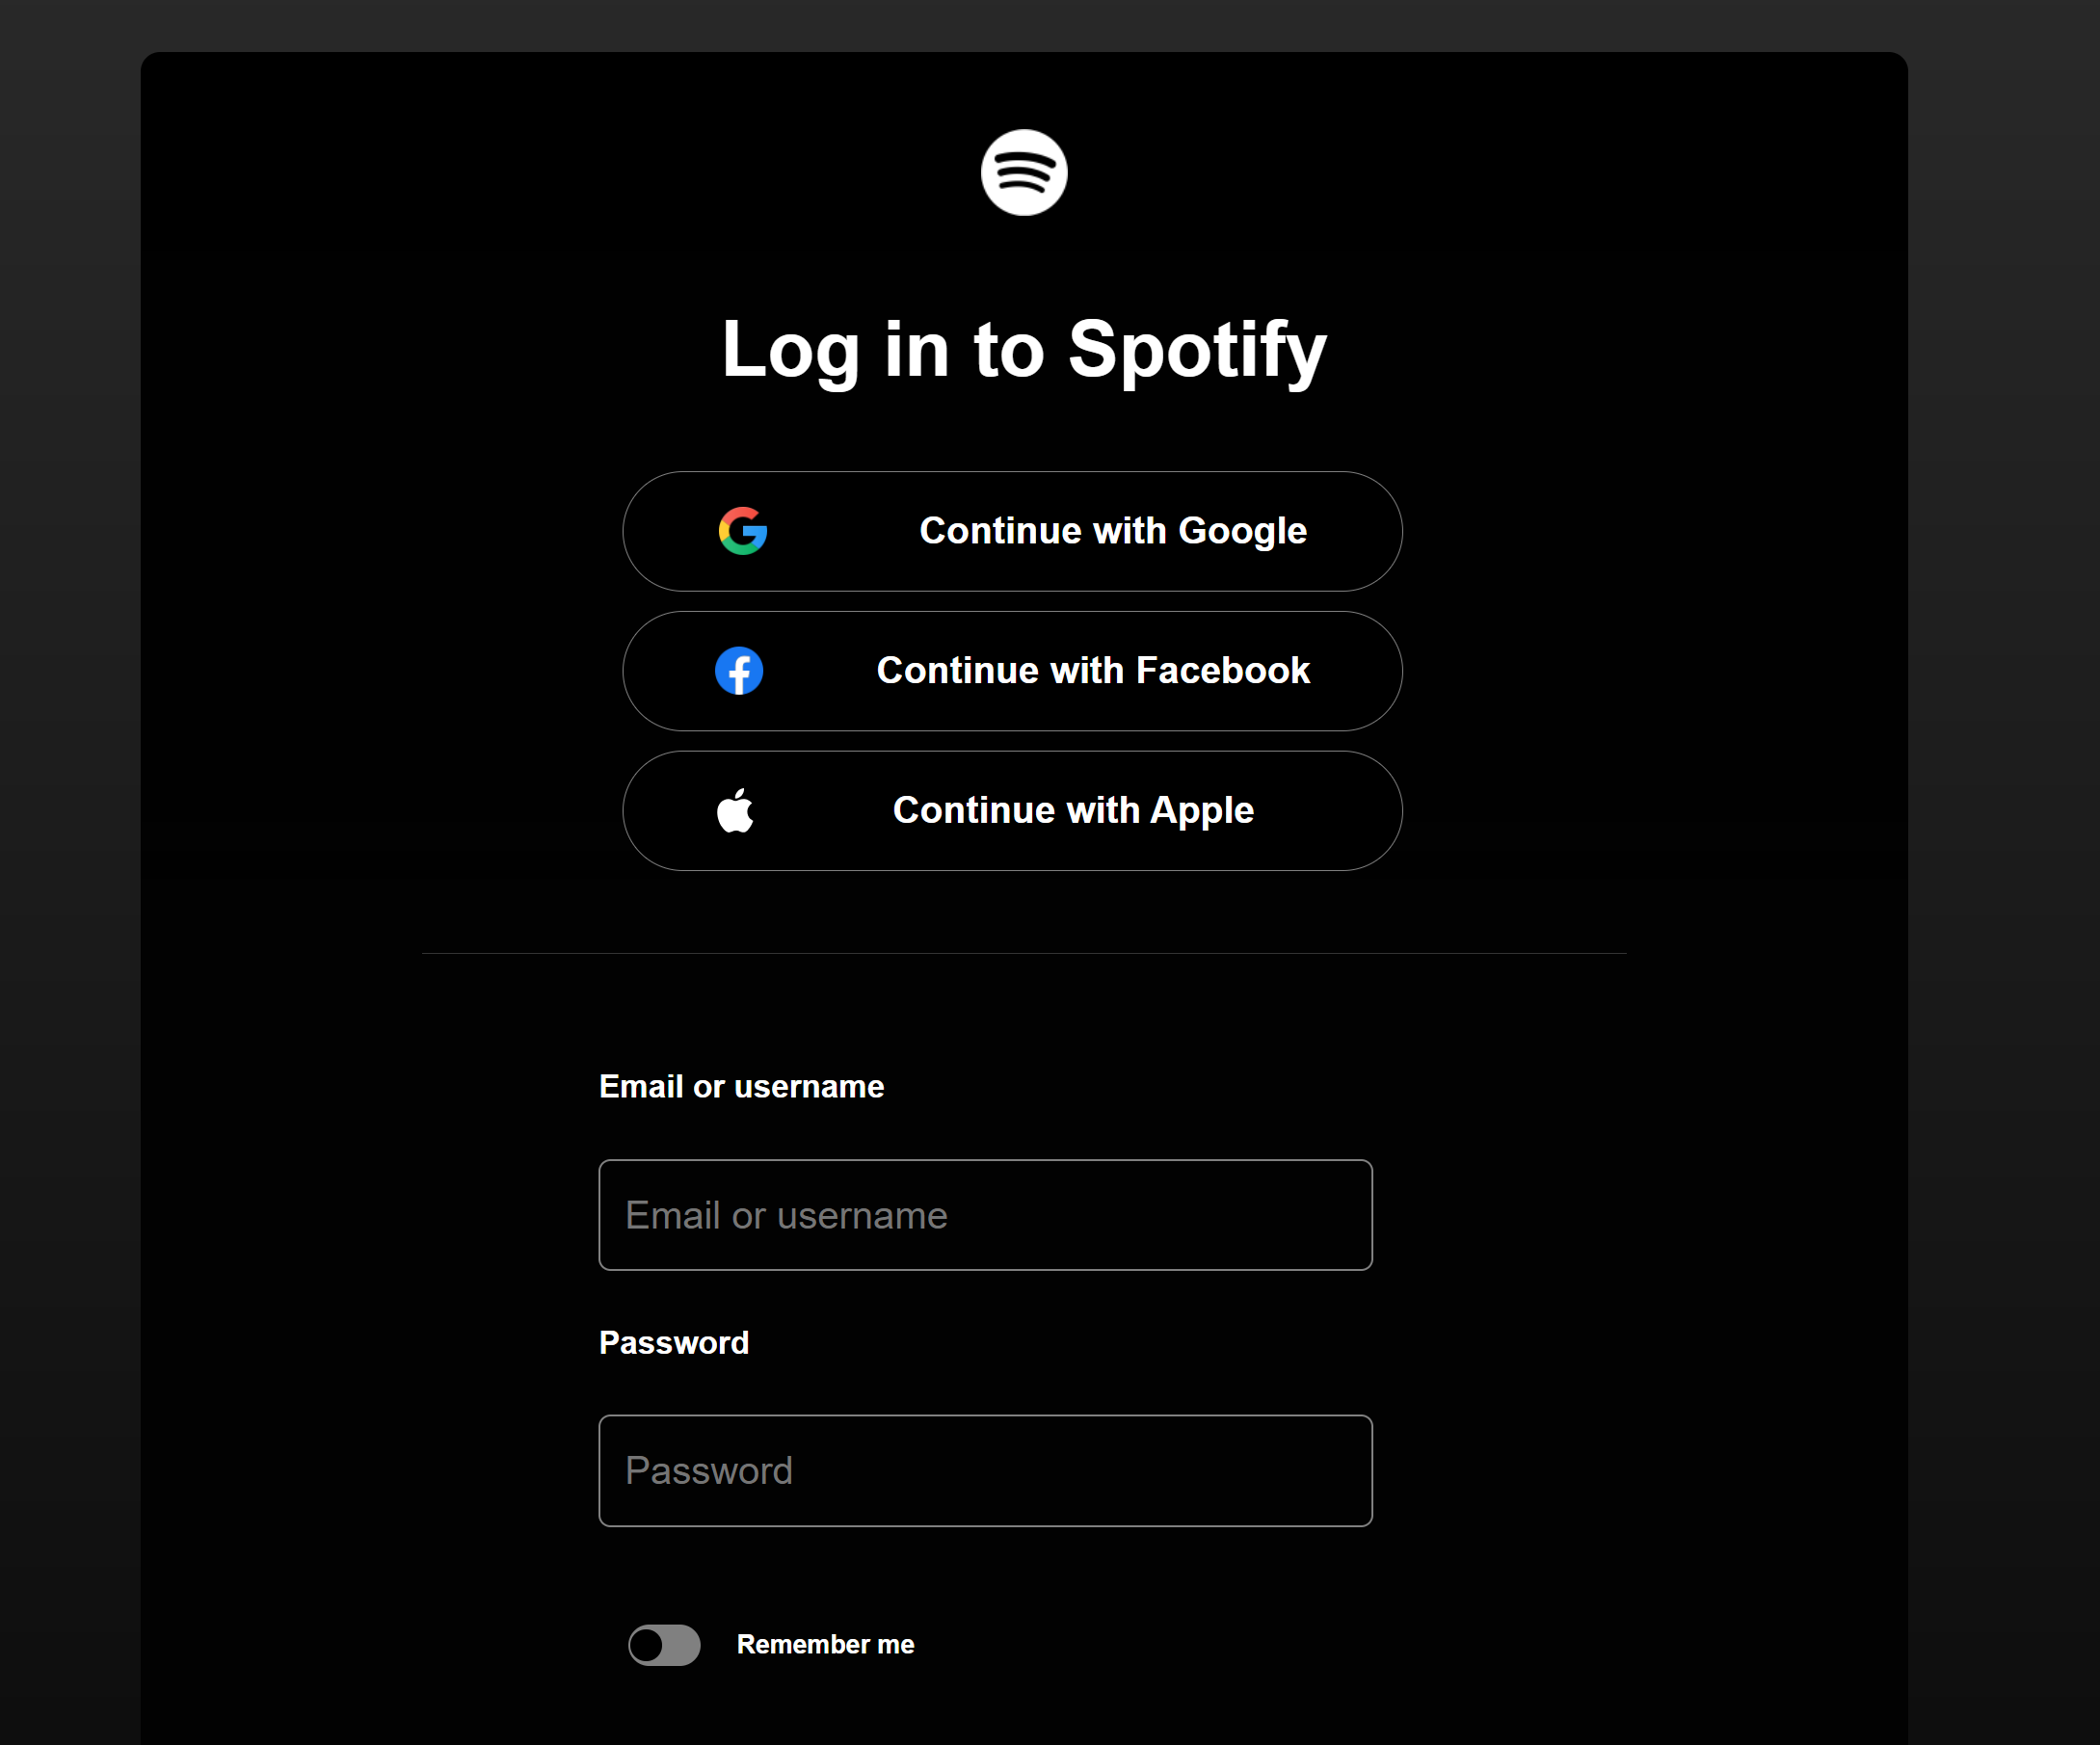 Log in to Spotify
Continue with Google
Continue with Facebook
Continue with Apple
Email or username
Email or username
Password
Password
Remember me